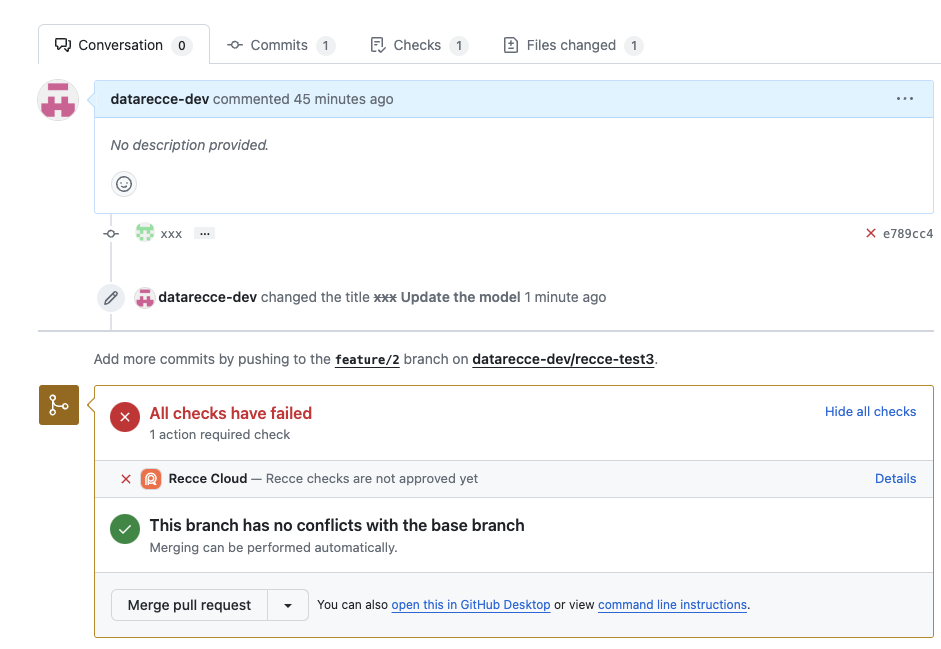 Conversation 0 Commits 1 Checks 1 Files changed 1
datarecce-dev commented 45 minutes ago
No description provided.
xxx ... e789cc4
datarecce-dev changed the title xxx Update the model 1 minute ago
Add more commits by pushing to the feature/2 branch on datarecce-dev/recce-test3.
All checks have failed Hide all checks
1 action required check
Recce Cloud — Recce checks are not approved yet Details
This branch has no conflicts with the base branch
Merging can be performed automatically.
Merge pull request You can also open this in GitHub Desktop or view command line instructions.